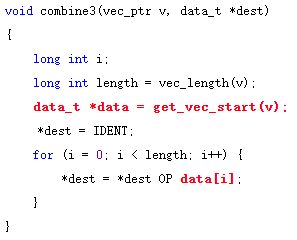 void combine3(vec_ptr v, data_t *dest)
{
    long int i;
    long int length = vec_length(v);
    data_t *data = get_vec_start(v);
    *dest = IDENT;
    for (i = 0; i < length; i++) {
        *dest = *dest OP data[i];
    }
}